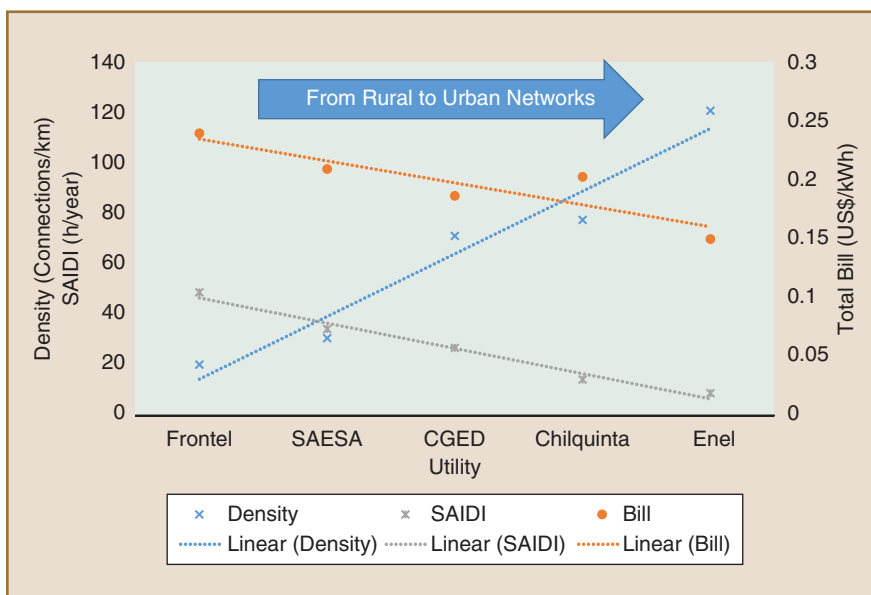 140
120
100
80
60
40
20
0
Density (Connections/km)
SAIDI (h/year)
From Rural to Urban Networks
0.3
0.25
0.2
0.15
0.1
0.05
0
Total Bill (US$/kWh)
Frontel SAESA CGED Chilquinta Enel
Utility
Density SAIDI Bill
Linear (Density) Linear (SAIDI) Linear (Bill)